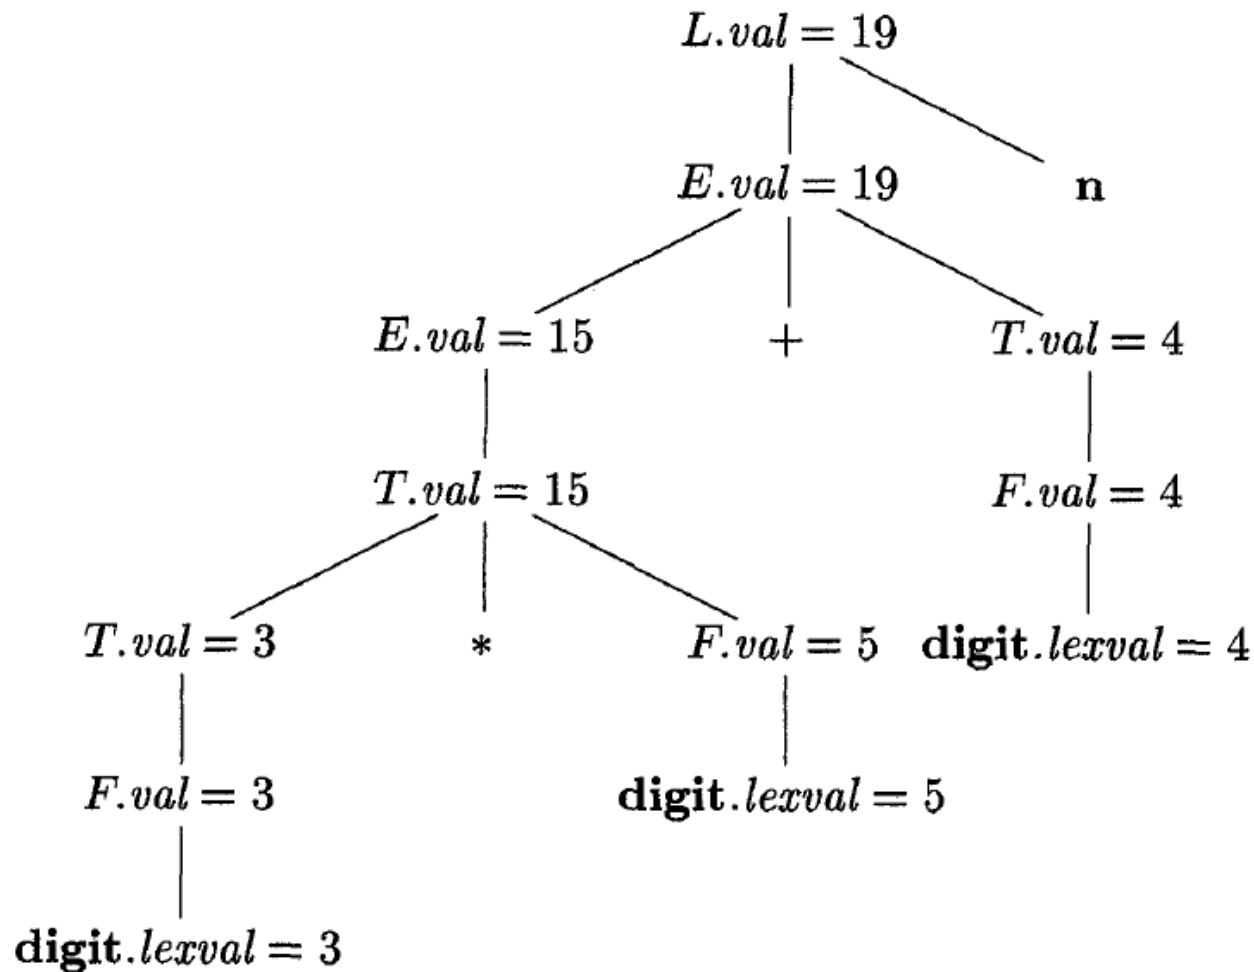 L.val = 19
E.val = 19 n
E.val = 15 + T.val = 4
T.val = 15 F.val = 4
T.val = 3 * F.val = 5 digit.lexval = 4
F.val = 3 digit.lexval = 5
digit.lexval = 3